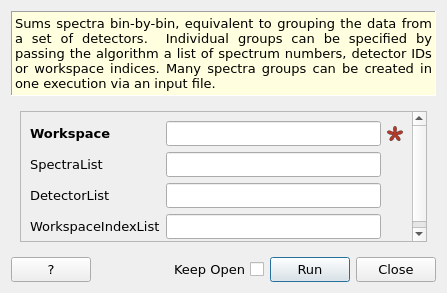 Sums spectra bin-by-bin, equivalent to grouping the data from
a set of detectors. Individual groups can be specified by
passing the algorithm a list of spectrum numbers, detector IDs
or workspace indices. Many spectra groups can be created in
one execution via an input file.
Workspace *
SpectraList
DetectorList
WorkspaceIndexList
? Keep Open Run Close